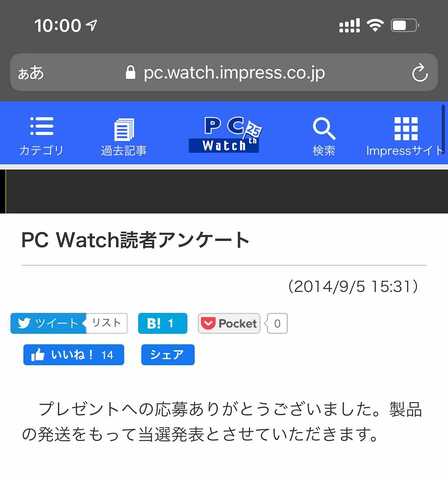 10:00
ぁあ pc.watch.impress.co.jp
カテゴリ 過去記事 PC Watch 25th 検索 Impressサイト
PC Watch読者アンケート
（2014/9/5 15:31）
ツイート リスト B! 1 Pocket 0
いいね！ 14 シェア
プレゼントへの応募ありがとうございました。製品
の発送をもって当選発表とさせていただきます。